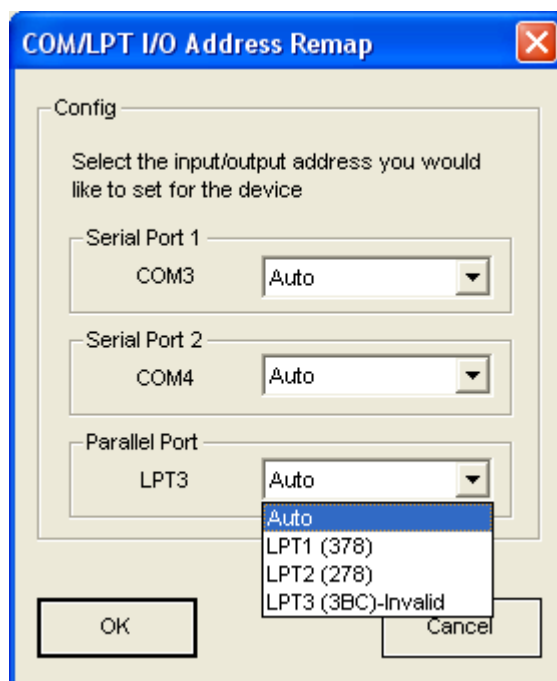 COM/LPT I/O Address Remap
Config
Select the input/output address you would
like to set for the device
Serial Port 1
COM3
Auto
Serial Port 2
COM4
Auto
Parallel Port
LPT3
Auto
Auto
LPT1 (378)
LPT2 (278)
LPT3 (3BC)-Invalid
OK
Cancel